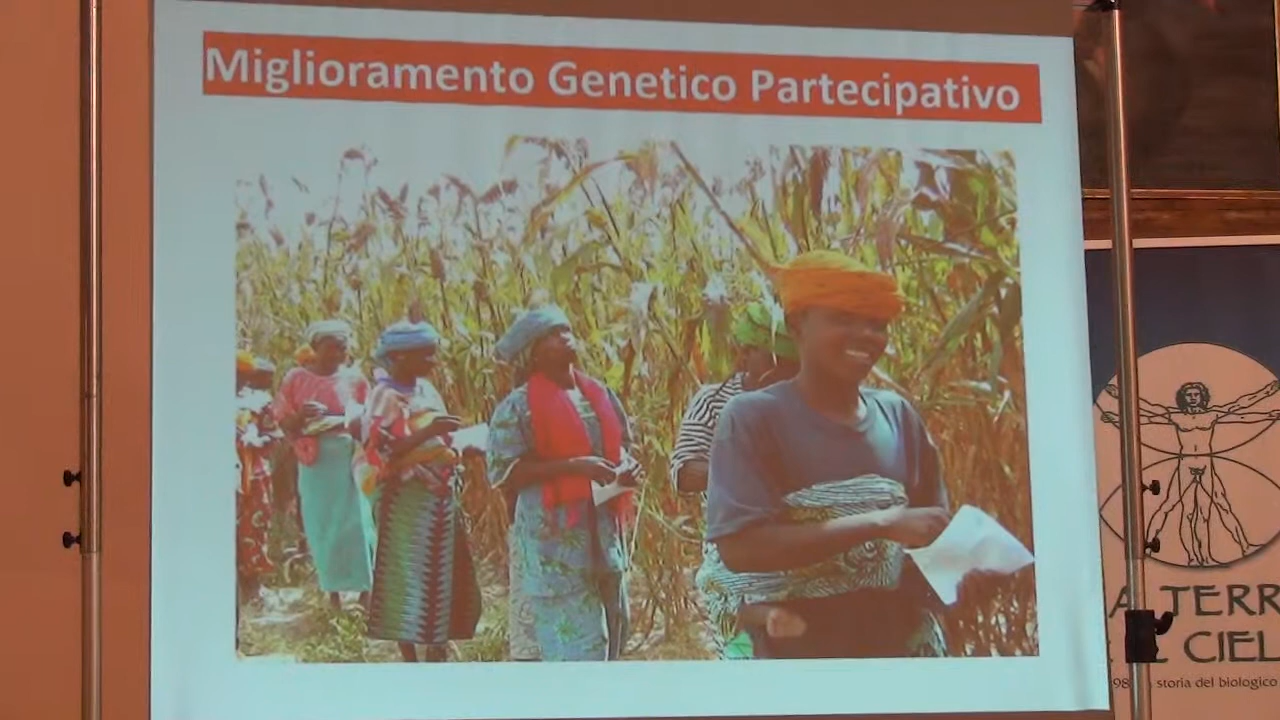 Miglioramento Genetico Partecipativo
A TERR
CIEL
storia del biologico